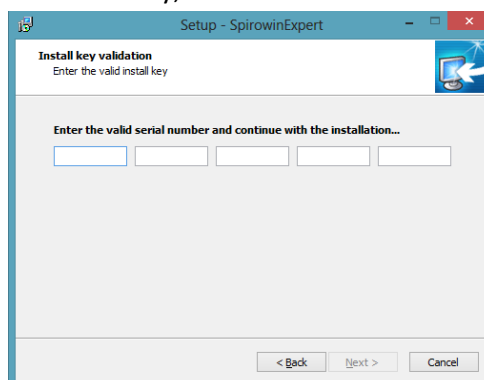 Setup - SpirowinExpert
Install key validation
Enter the valid install key
Enter the valid serial number and continue with the installation...
< Back Next > Cancel